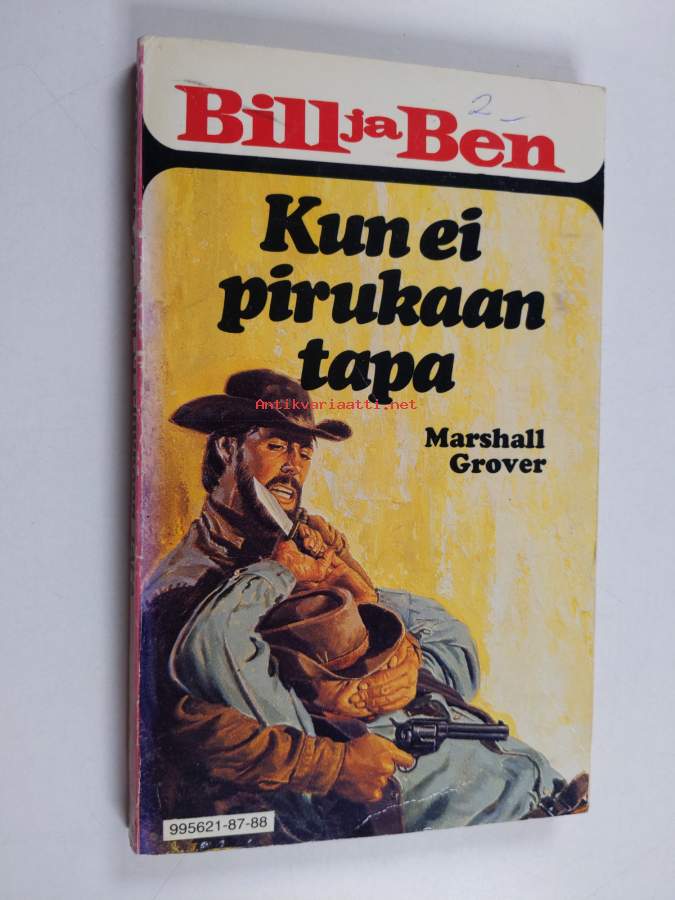 2-
Bill ja Ben
Kun ei
pirukaan
tapa
Antikvariaatti.net
Marshall
Grover
995621-87-88